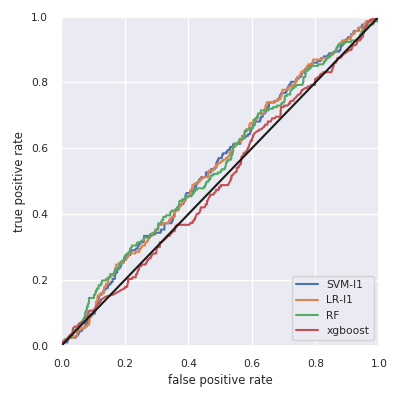 1.0
0.8
0.6
0.4
0.2
0.0
true positive rate
0.0 0.2 0.4 0.6 0.8 1.0
false positive rate
SVM-l1
LR-l1
RF
xgboost